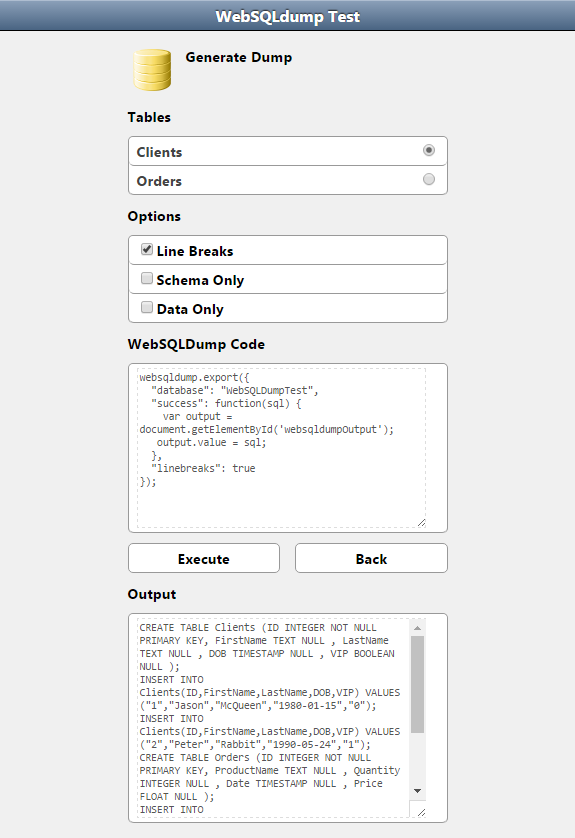 WebSQLdump Test
Generate Dump
Tables
Clients
Orders
Options
Line Breaks
Schema Only
Data Only
WebSQLDump Code
websqldump.export({
"database": "WebSQLDumpTest",
"success": function(sql) {
var output =
document.getElementById('websqldumpOutput');
output.value = sql;
},
"linebreaks": true
});
Execute
Back
Output
CREATE TABLE Clients (ID INTEGER NOT NULL
PRIMARY KEY, FirstName TEXT NULL , LastName
TEXT NULL , DOB TIMESTAMP NULL , VIP BOOLEAN
NULL );
INSERT INTO
Clients(ID,FirstName,LastName,DOB,VIP) VALUES
("1","Jason","McQueen","1980-01-15","0");
INSERT INTO
Clients(ID,FirstName,LastName,DOB,VIP) VALUES
("2","Peter","Rabbit","1990-05-24","1");
CREATE TABLE Orders (ID INTEGER NOT NULL
PRIMARY KEY, ProductName TEXT NULL , Quantity
INTEGER NULL , Date TIMESTAMP NULL , Price
FLOAT NULL );
INSERT INTO